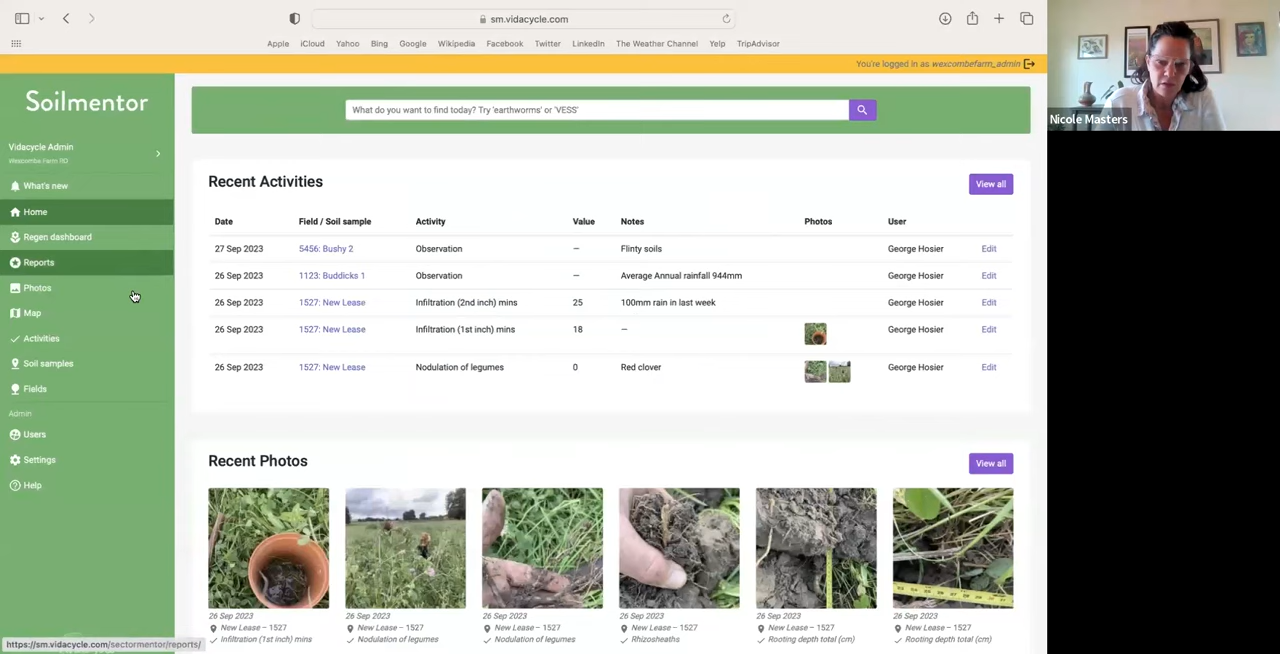 sm.vidacycle.com
Apple iCloud Yahoo Bing Google Wikipedia Facebook Twitter LinkedIn The Weather Channel Yelp TripAdvisor
You're logged in as wexcombefarm_admin
Soilmentor
What do you want to find today? Try 'earthworms' or 'VESS'
Nicole Masters
Vidacycle Admin
Wexcombe Farm RD
What's new
Home
Regen dashboard
Reports
Photos
Map
Activities
Soil samples
Fields
Admin
Users
Settings
Help
Recent Activities
View all
Date Field / Soil sample Activity Value Notes Photos User
27 Sep 2023 5456: Bushy 2 Observation – Flinty soils George Hosier Edit
26 Sep 2023 1123: Buddicks 1 Observation – Average Annual rainfall 944mm George Hosier Edit
26 Sep 2023 1527: New Lease Infiltration (2nd inch) mins 25 100mm rain in last week George Hosier Edit
26 Sep 2023 1527: New Lease Infiltration (1st inch) mins 18 – George Hosier Edit
26 Sep 2023 1527: New Lease Nodulation of legumes 0 Red clover George Hosier Edit
Recent Photos
View all
26 Sep 2023 26 Sep 2023 26 Sep 2023 26 Sep 2023 26 Sep 2023 26 Sep 2023
New Lease – 1527 New Lease – 1527 New Lease – 1527 New Lease – 1527 New Lease – 1527 New Lease – 1527
Infiltration (1st inch) mins Nodulation of legumes Nodulation of legumes Rhizosheaths Rooting depth total (cm) Rooting depth total (cm)
https://sm.vidacycle.com/sectormentor/reports/